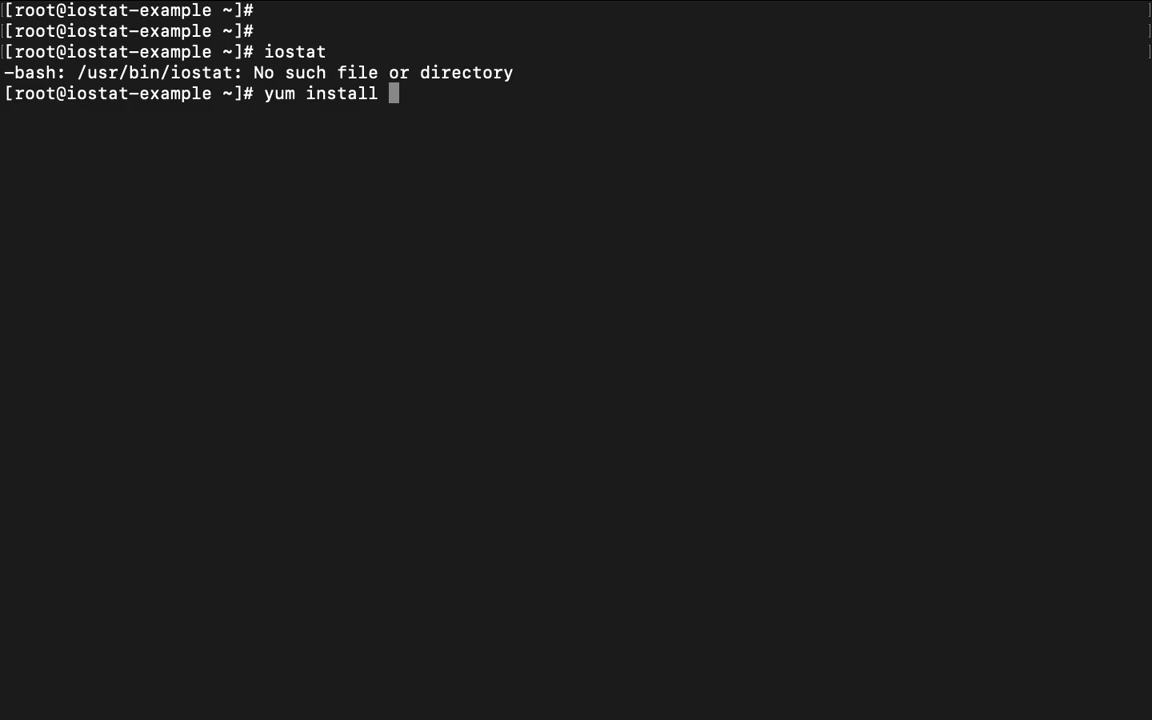 [root@iostat-example ~]#
[root@iostat-example ~]#
[root@iostat-example ~]# iostat
-bash: /usr/bin/iostat: No such file or directory
[root@iostat-example ~]# yum install